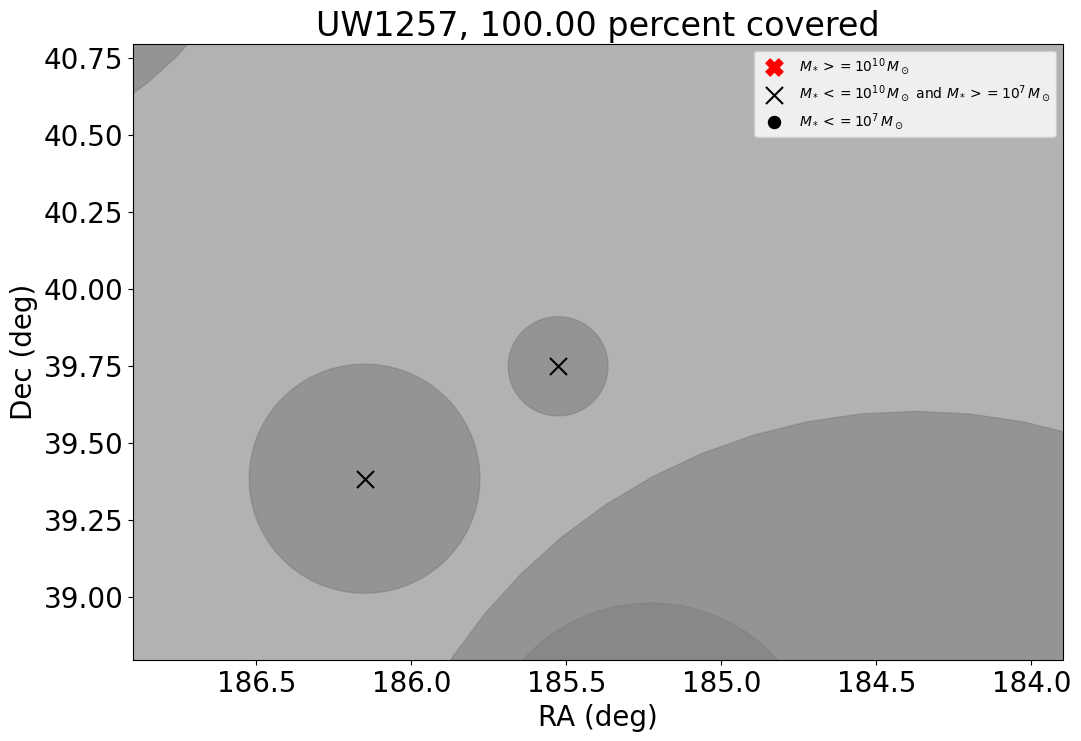 UW1257, 100.00 percent covered
M* >= 10^10 M⊙
M* <= 10^10 M⊙ and M* >= 10^7 M⊙
M* <= 10^7 M⊙
40.75
40.50
40.25
40.00
39.75
39.50
39.25
39.00
Dec (deg)
186.5 186.0 185.5 185.0 184.5 184.0
RA (deg)